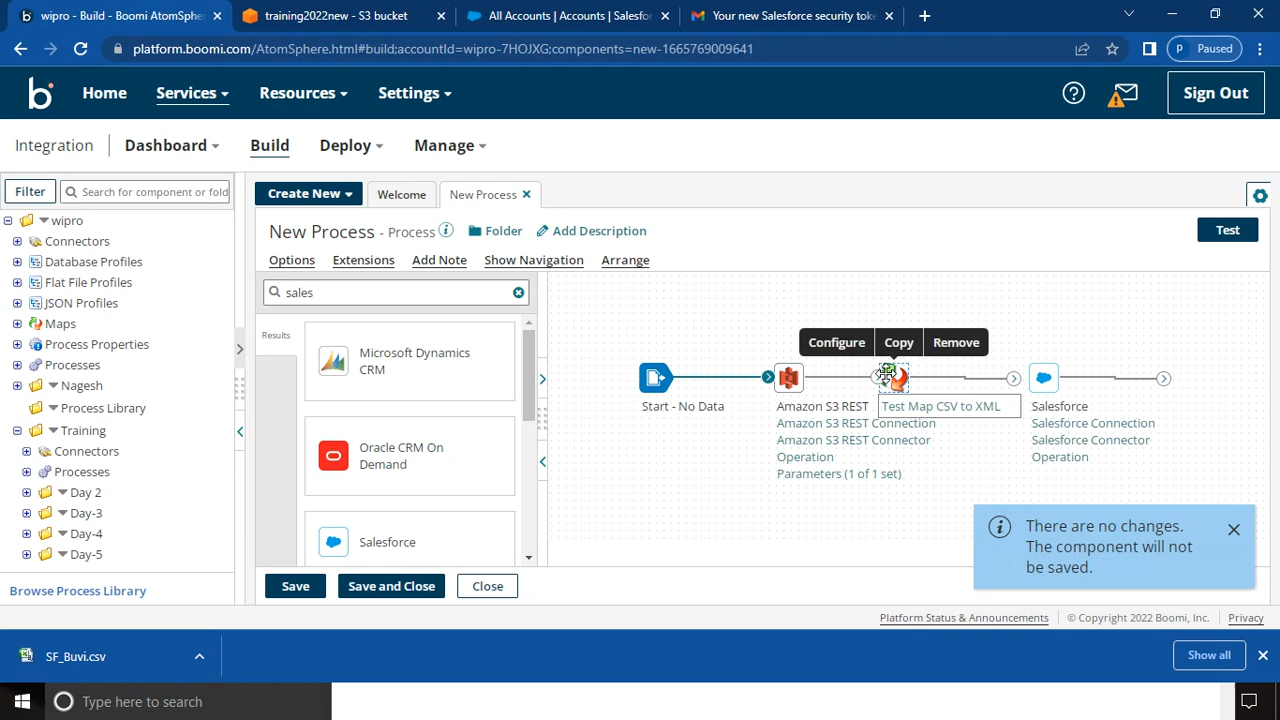 wipro - Build - Boomi AtomSphere
training2022new - S3 bucket
All Accounts | Accounts | Salesfo
Your new Salesforce security toke
platform.boomi.com/AtomSphere.html#build;accountId=wipro-7HOJXG;components=new-1665769009641
P Paused
Home
Services
Resources
Settings
Sign Out
Integration
Dashboard
Build
Deploy
Manage
Filter
Search for component or fold
Create New
Welcome
New Process
wipro
Connectors
Database Profiles
Flat File Profiles
JSON Profiles
Maps
Process Properties
Processes
Nagesh
Process Library
Training
Connectors
Processes
Day 2
Day-3
Day-4
Day-5
Browse Process Library
New Process - Process
Folder
Add Description
Test
Options
Extensions
Add Note
Show Navigation
Arrange
sales
Results
Microsoft Dynamics
CRM
Oracle CRM On
Demand
Salesforce
Configure
Copy
Remove
Start - No Data
Amazon S3 REST
Amazon S3 REST Connection
Amazon S3 REST Connector
Operation
Parameters (1 of 1 set)
Test Map CSV to XML
Salesforce
Salesforce Connection
Salesforce Connector
Operation
There are no changes.
The component will not
be saved.
Save
Save and Close
Close
Platform Status & Announcements
© Copyright 2022 Boomi, Inc.
Privacy
SF_Buvi.csv
Show all
Type here to search